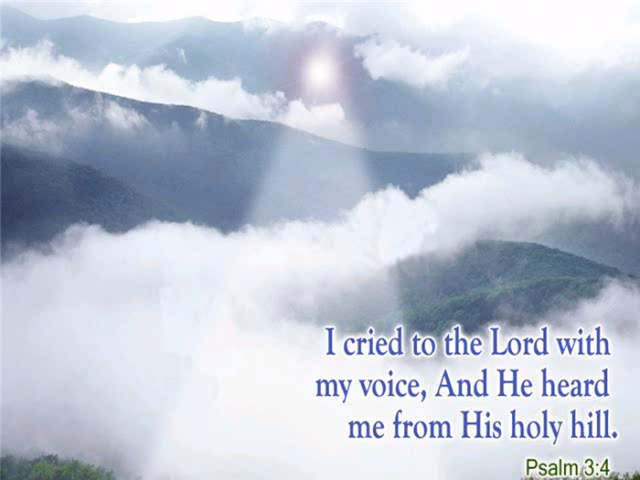 I cried to the Lord with
my voice, And He heard
me from His holy hill.
Psalm 3:4